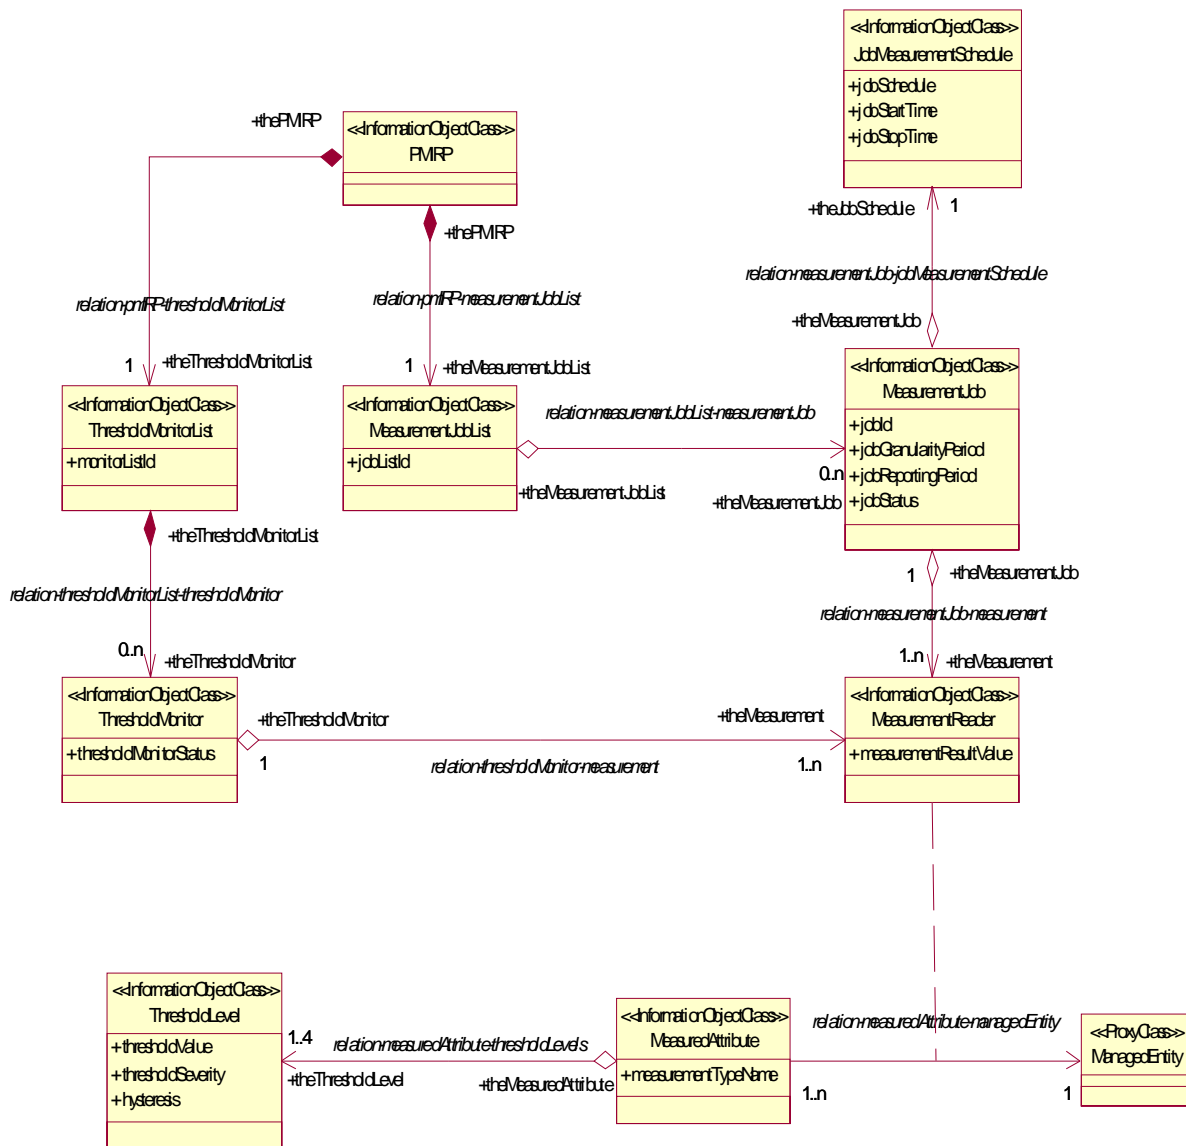 <<InformationObjectClass>>
JobMeasurementSchedule
+jobSchedule
+jobStartTime
+jobStopTime
+thePMIRP
<<InformationObjectClass>>
PMIRP
+theJobSchedule
1
+thePMIRP
relation-measurementJob-jobMeasurementSchedule
relation-pmIRP-thresholdMonitorList
relation-pmIRP-measurementJobList
+theMeasurementJob
1
+theThresholdMonitorList
1
+theMeasurementJobList
<<InformationObjectClass>>
ThresholdMonitorList
+monitorListId
<<InformationObjectClass>>
MeasurementJobList
+jobListId
relation-measurementJobList-measurementJob
<<InformationObjectClass>>
MeasurementJob
+jobId
+jobGranularityPeriod
+jobReportingPeriod
+jobStatus
0..n
+theMeasurementJobList
+theMeasurementJob
+theThresholdMonitorList
1
+theMeasurementJob
relation-thresholdMonitorList-thresholdMonitor
relation-measurementJob-measurement
0..n
+theThresholdMonitor
1..n
+theMeasurement
<<InformationObjectClass>>
ThresholdMonitor
+thresholdMonitorStatus
+theThresholdMonitor
1
+theMeasurement
1..n
relation-thresholdMonitor-measurement
<<InformationObjectClass>>
MeasurementReader
+measurementResultValue
<<InformationObjectClass>>
ThresholdLevel
+thresholdValue
+thresholdSeverity
+hysteresis
1..4
relation-measuredAttribute-thresholdLevels
+theThresholdLevel
+theMeasuredAttribute
<<InformationObjectClass>>
MeasuredAttribute
+measurementTypeName
relation-measuredAttribute-managedEntity
1..n
1
<<ProxyClass>>
ManagedEntity